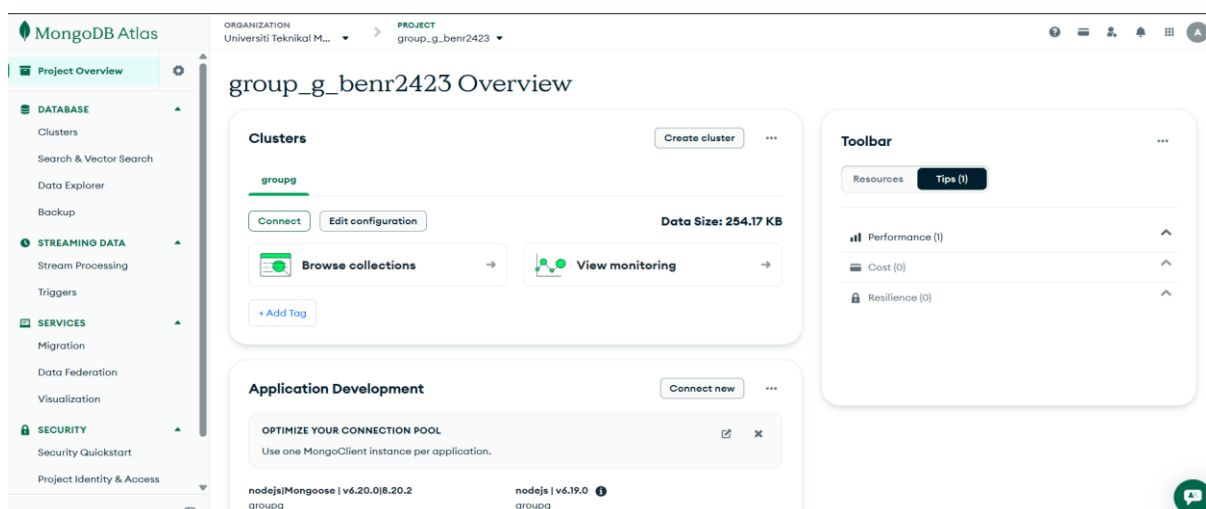 MongoDB Atlas
ORGANIZATION
Universiti Teknikal M...
PROJECT
group_g_benr2423
A
Project Overview
DATABASE
Clusters
Search & Vector Search
Data Explorer
Backup
STREAMING DATA
Stream Processing
Triggers
SERVICES
Migration
Data Federation
Visualization
SECURITY
Security Quickstart
Project Identity & Access
group_g_benr2423 Overview
Clusters
Create cluster
groupg
Connect
Edit configuration
Data Size: 254.17 KB
Browse collections
View monitoring
+ Add Tag
Application Development
Connect new
OPTIMIZE YOUR CONNECTION POOL
Use one MongoClient instance per application.
nodejs|Mongoose | v6.20.0|8.20.2
groupg
nodejs | v6.19.0
groupg
Toolbar
Resources
Tips (1)
Performance (1)
Cost (0)
Resilience (0)